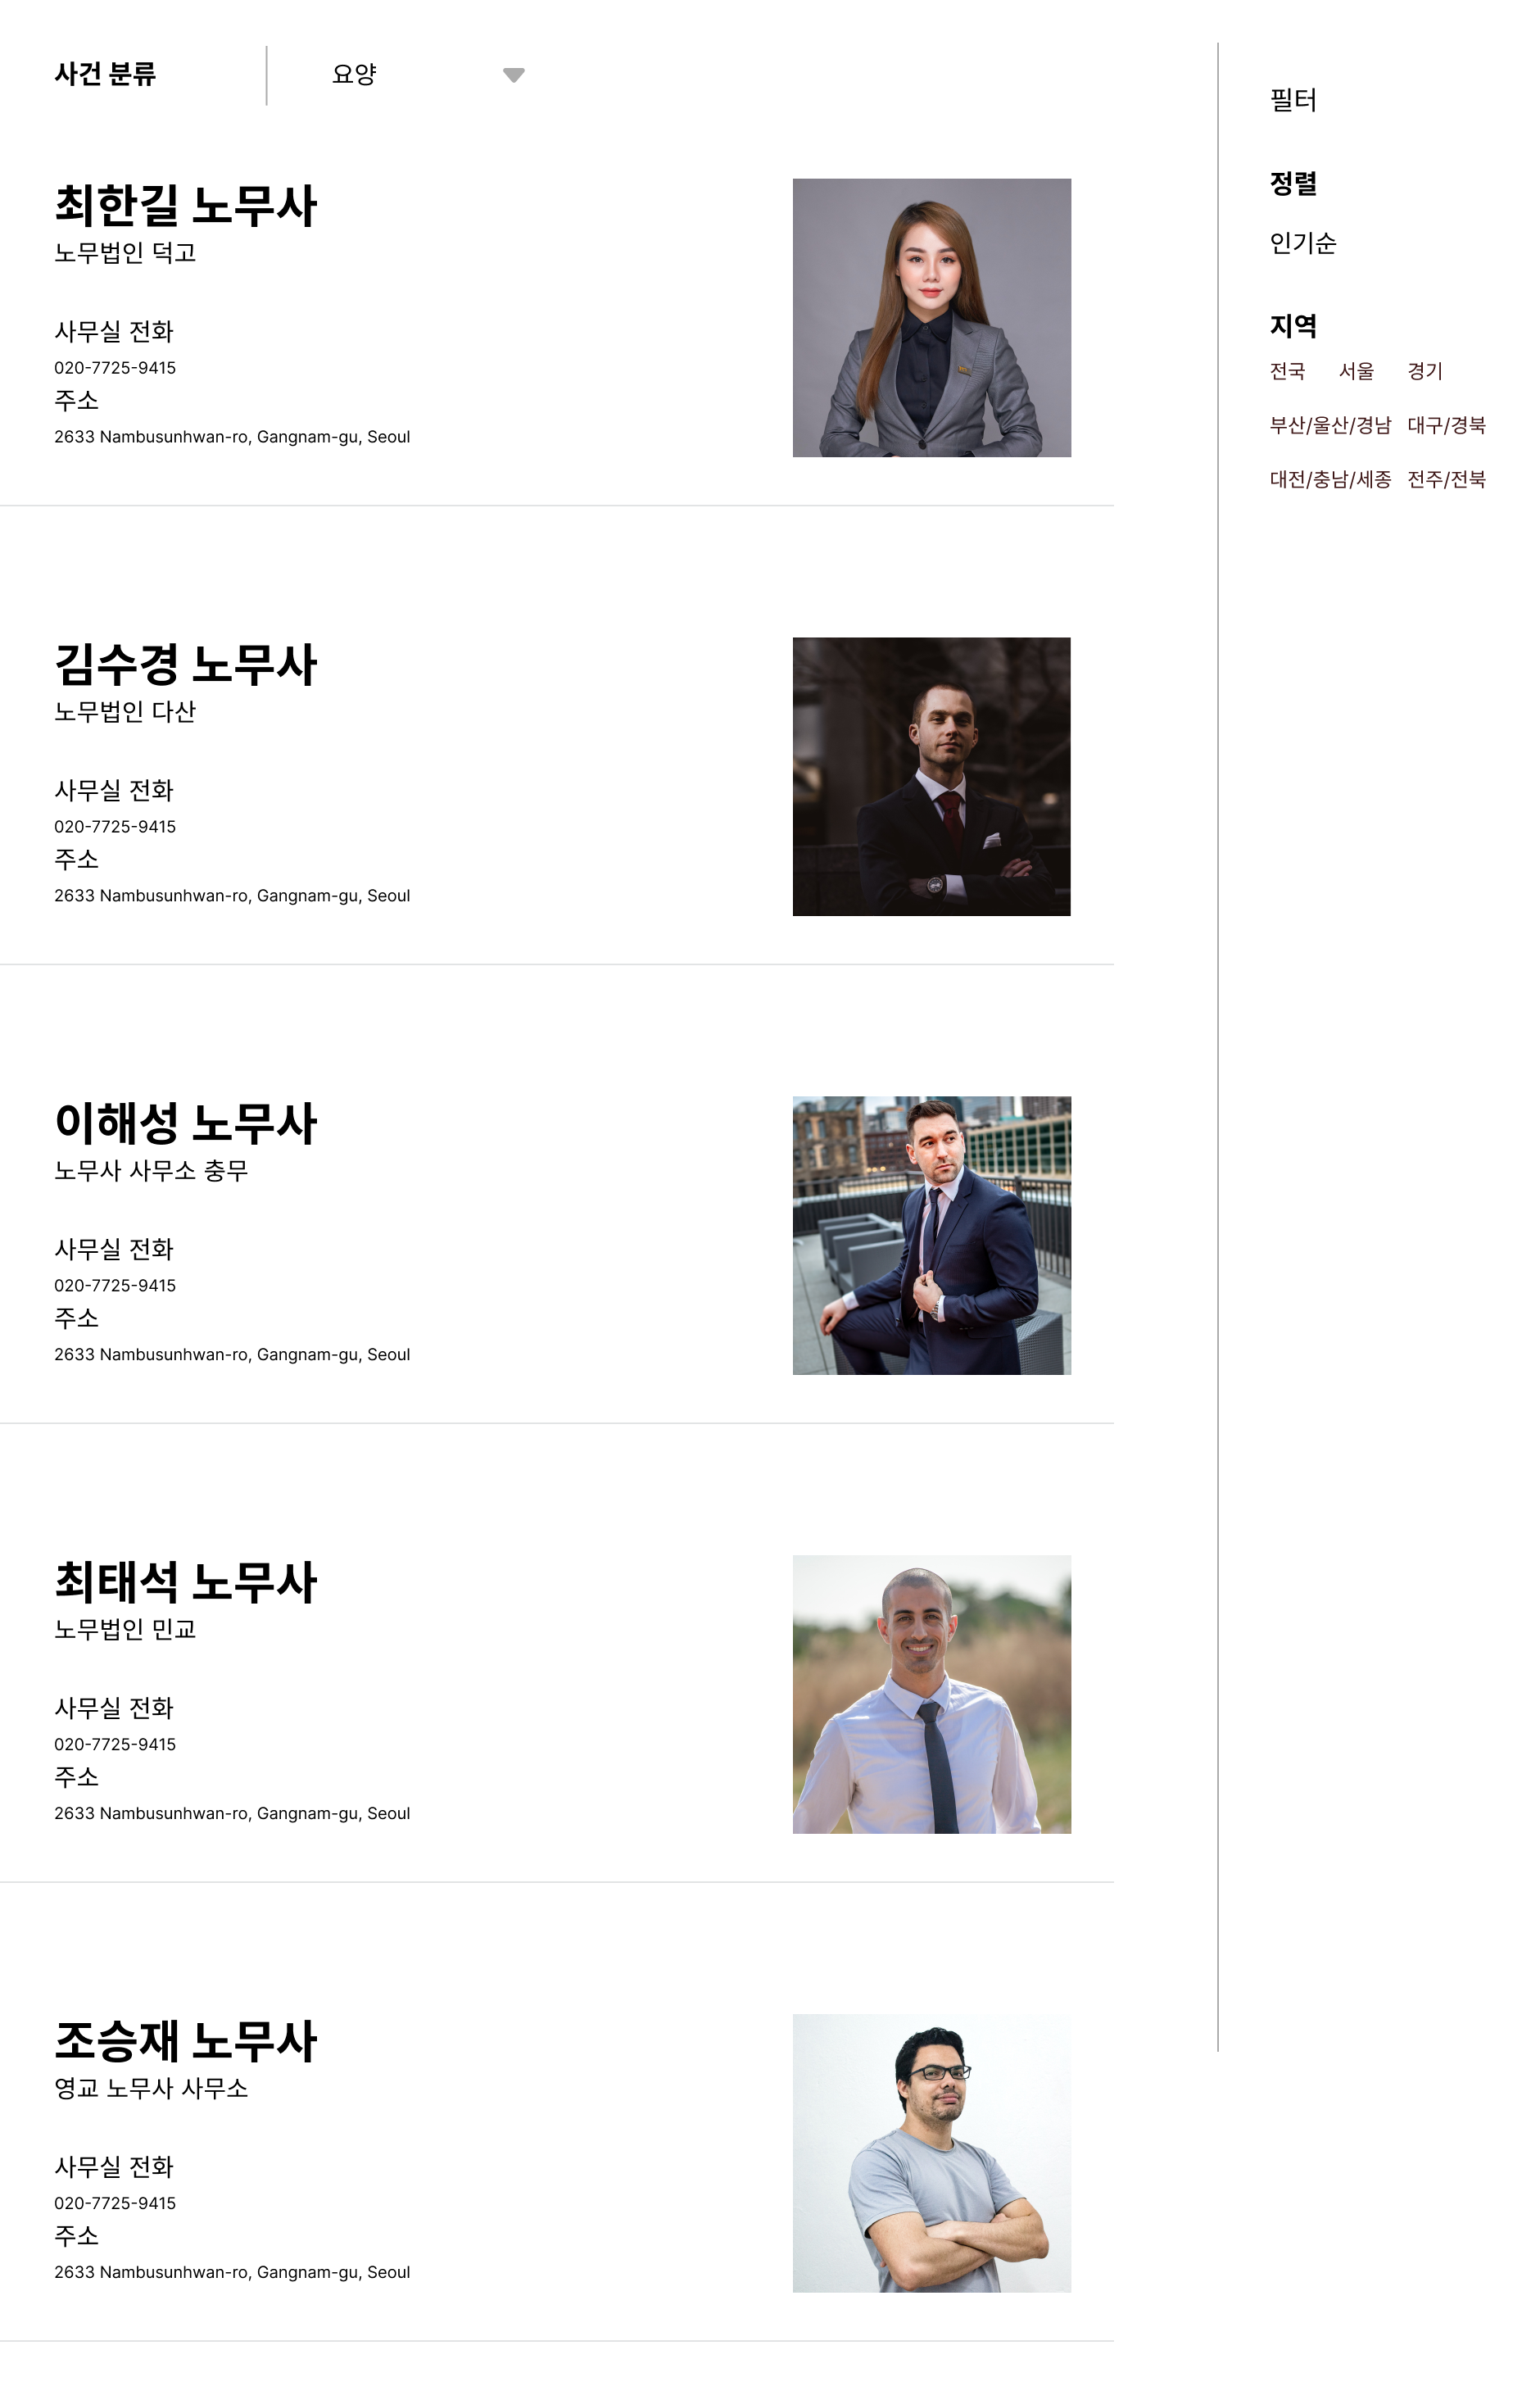 사건 분류
요양
최한길 노무사
노무법인 덕고
사무실 전화
020-7725-9415
주소
2633 Nambusunhwan-ro, Gangnam-gu, Seoul
김수경 노무사
노무법인 다산
사무실 전화
020-7725-9415
주소
2633 Nambusunhwan-ro, Gangnam-gu, Seoul
이해성 노무사
노무사 사무소 충무
사무실 전화
020-7725-9415
주소
2633 Nambusunhwan-ro, Gangnam-gu, Seoul
최태석 노무사
노무법인 민교
사무실 전화
020-7725-9415
주소
2633 Nambusunhwan-ro, Gangnam-gu, Seoul
조승재 노무사
영교 노무사 사무소
사무실 전화
020-7725-9415
주소
2633 Nambusunhwan-ro, Gangnam-gu, Seoul
필터
정렬
인기순
지역
전국 서울 경기
부산/울산/경남 대구/경북
대전/충남/세종 전주/전북